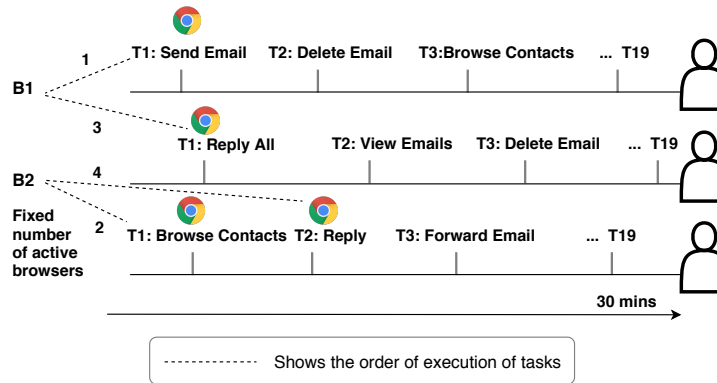 1
T1: Send Email T2: Delete Email T3:Browse Contacts ... T19
B1
3
T1: Reply All T2: View Emails T3: Delete Email ... T19
B2
4
Fixed
number
of active
browsers
2
T1: Browse Contacts T2: Reply T3: Forward Email ... T19
30 mins
Shows the order of execution of tasks